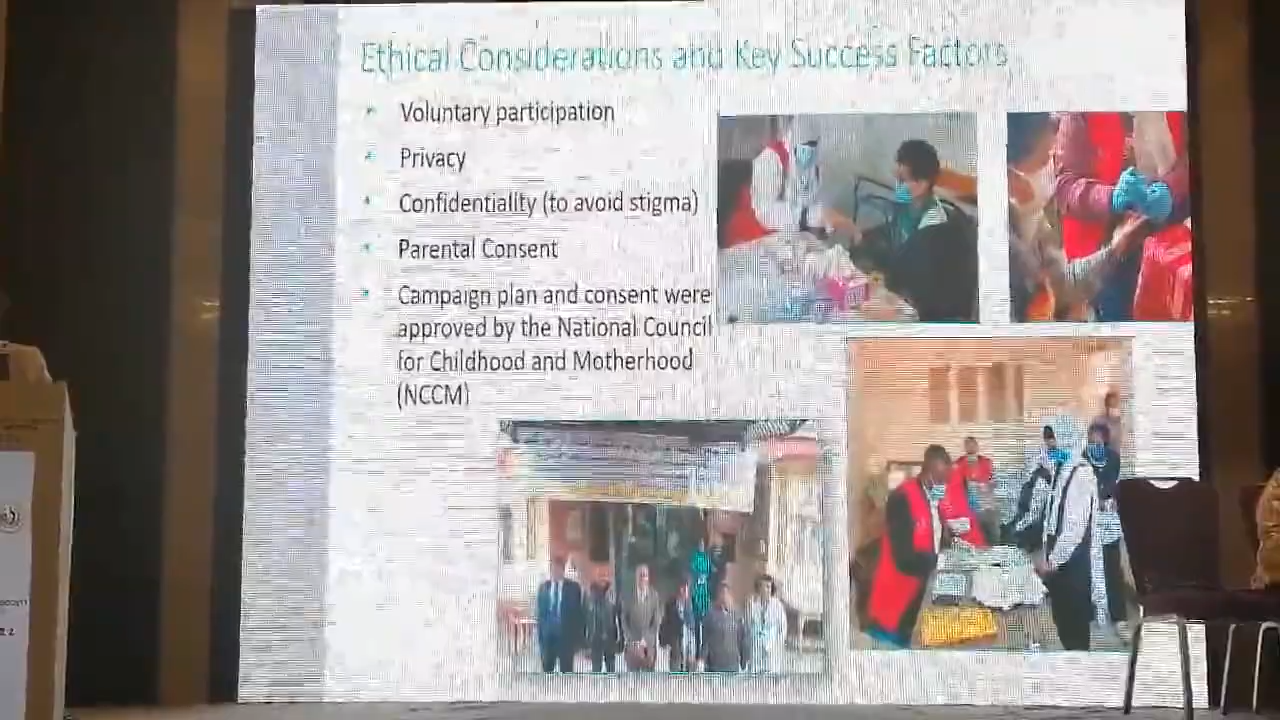 Ethical Considerations and Key Success Factors
Voluntary participation
Privacy
Confidentiality (to avoid stigma)
Parental Consent
Campaign plan and consent were
approved by the National Council
for Childhood and Motherhood
(NCCM)